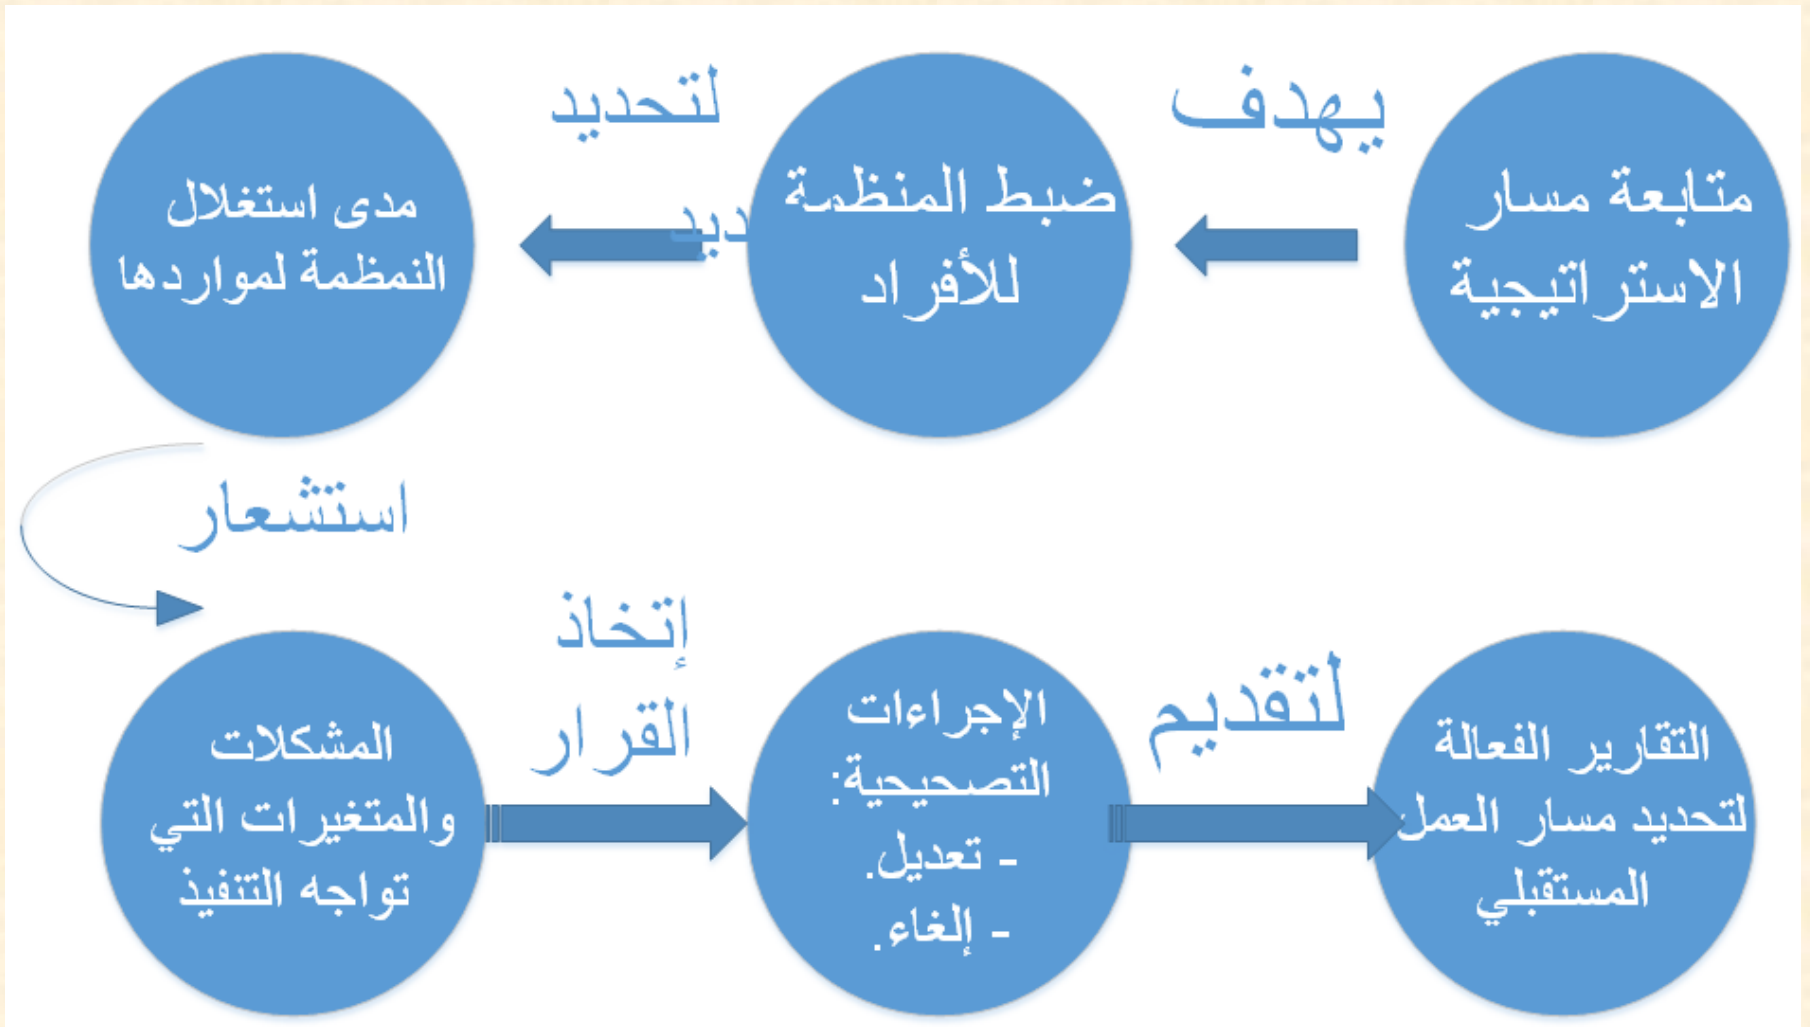 متابعة مسار
الاستراتيجية
يهدف
ضبط المنظمة
للأفراد
لتحديد
ديد
مدى استغلال
النمظمة لمواردها
استشعار
المشكلات
والمتغيرات التي
تواجه التنفيذ
إتخاذ
القرار
الإجراءات
التصحيحية:
- تعديل.
- إلغاء.
لتقديم
التقارير الفعالة
لتحديد مسار العمل
المستقبلي